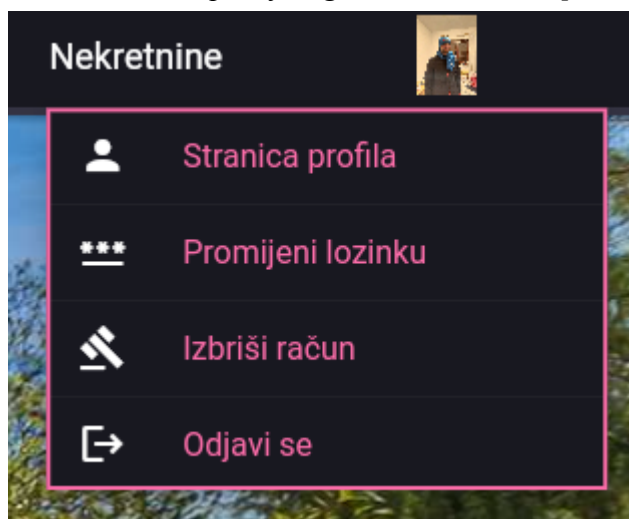 Nekretnine
Stranica profila
Promijeni lozinku
Izbriši račun
Odjavi se